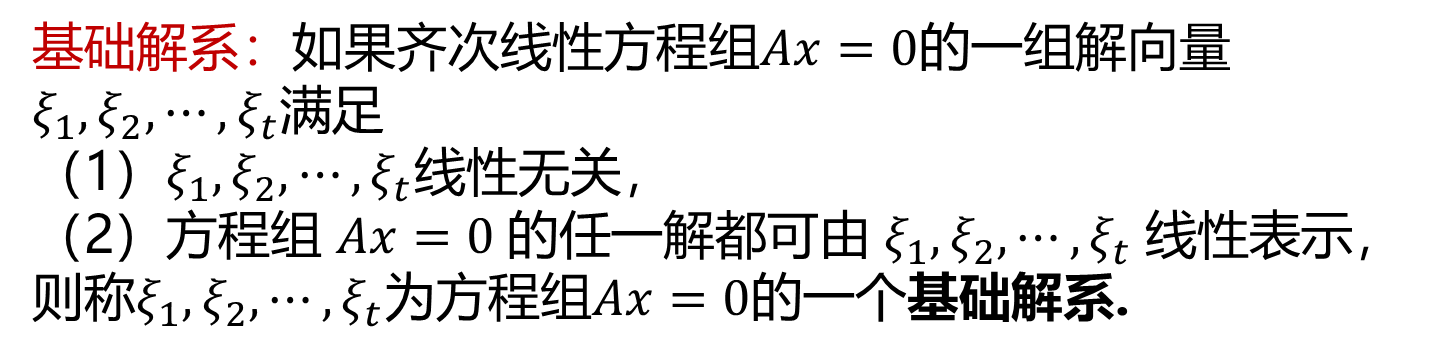 基础解系：如果齐次线性方程组𝐴𝑥 = 0的一组解向量
𝜉₁, 𝜉₂, ⋯ , 𝜉ₜ满足
（1）𝜉₁, 𝜉₂, ⋯ , 𝜉ₜ线性无关，
（2）方程组 𝐴𝑥 = 0 的任一解都可由 𝜉₁, 𝜉₂, ⋯ , 𝜉ₜ 线性表示，
则称𝜉₁, 𝜉₂, ⋯ , 𝜉ₜ为方程组𝐴𝑥 = 0的一个基础解系.